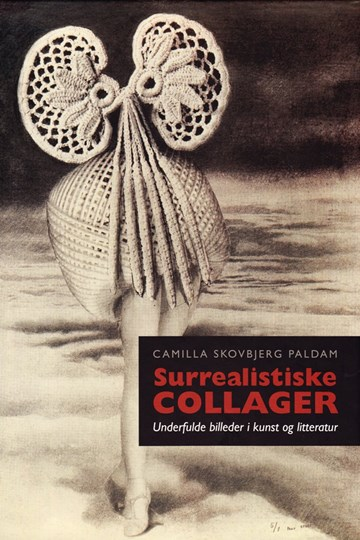 CAMILLA SKOVBJERG PALDAM
Surrealistiske
COLLAGER
Underfulde billeder i kunst og litteratur